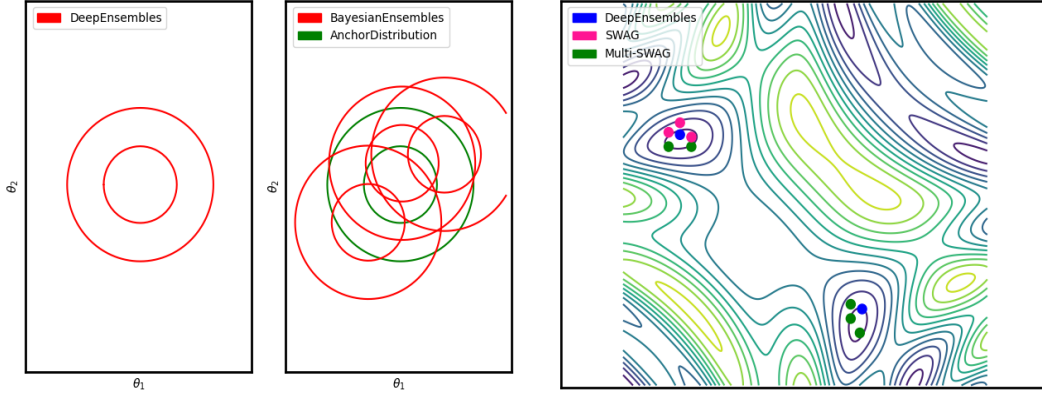 DeepEnsembles
θ2
θ1
BayesianEnsembles
AnchorDistribution
θ2
θ1
DeepEnsembles
SWAG
Multi-SWAG